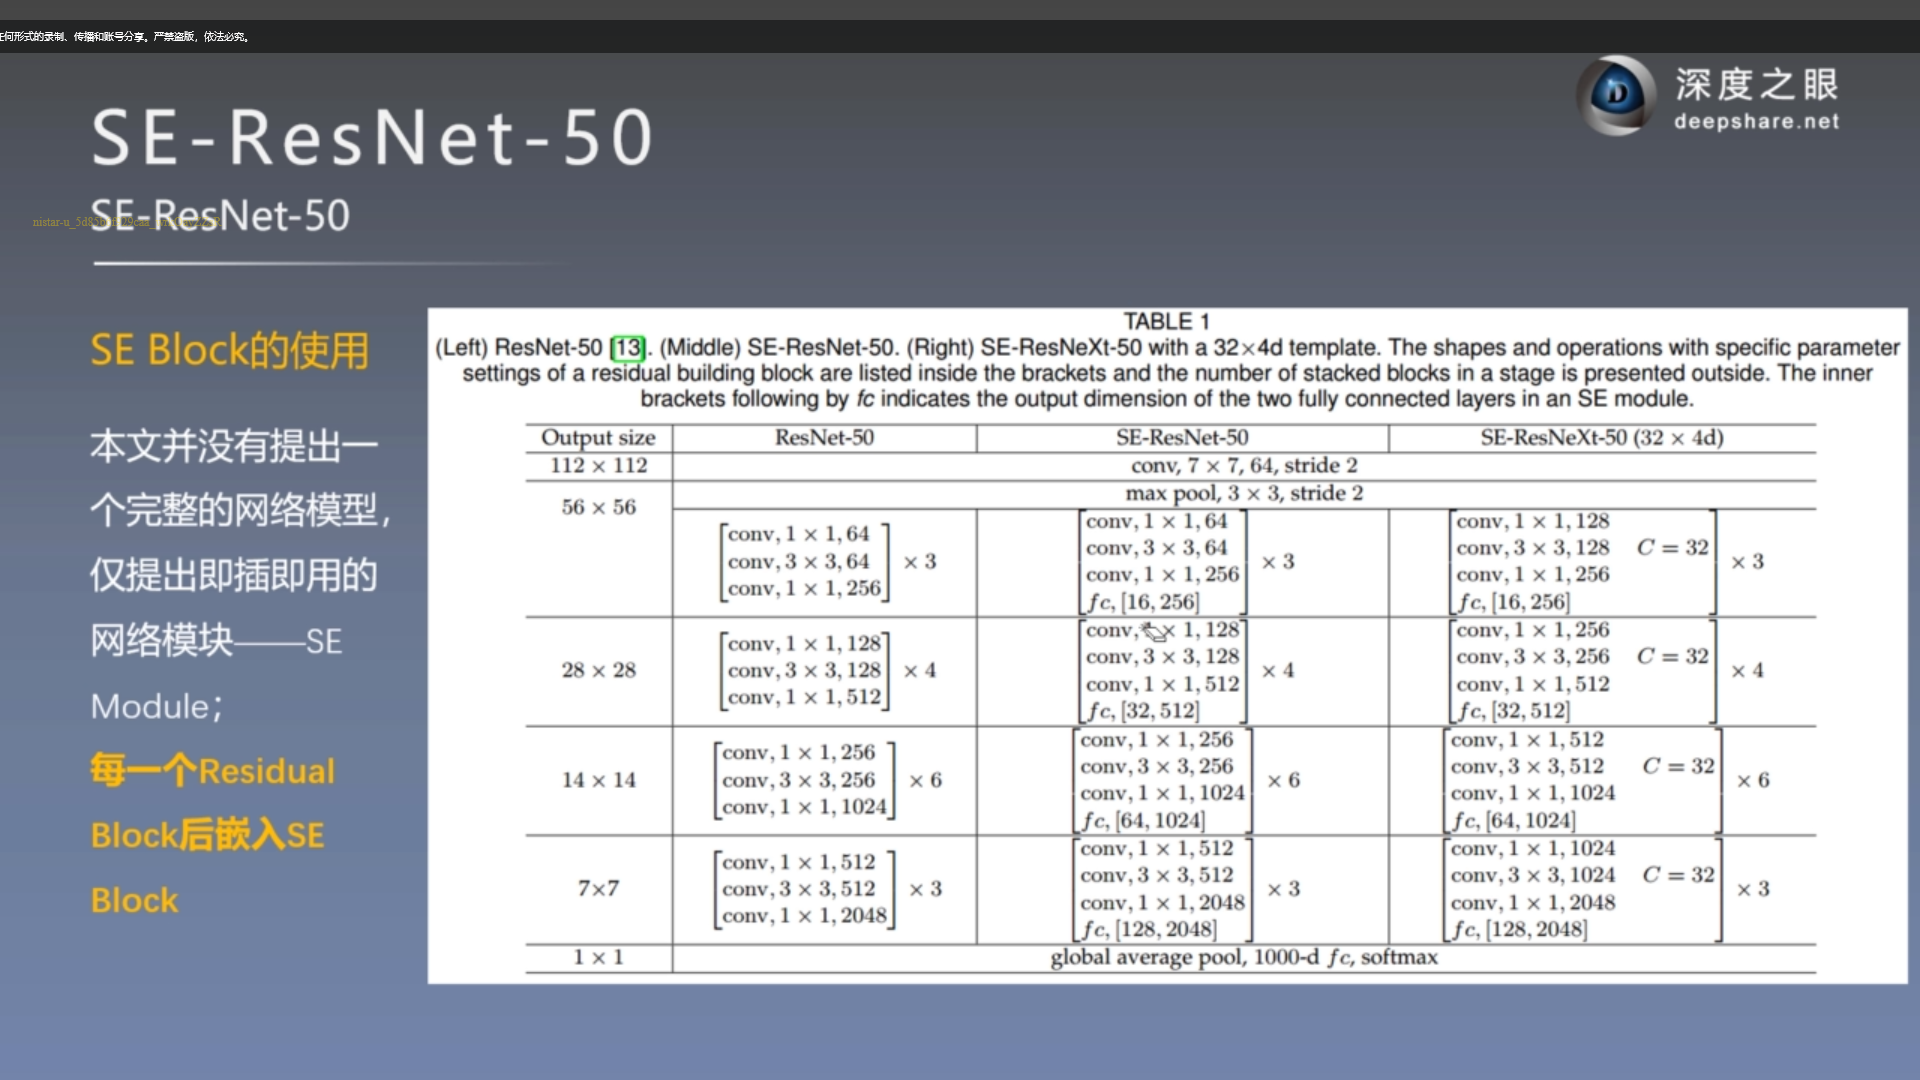 任何形式的录制、传播和账号分享。严禁盗版，依法必究。
深度之眼
deepshare.net
SE-ResNet-50
SE-ResNet-50
SE Block的使用
本文并没有提出一
个完整的网络模型，
仅提出即插即用的
网络模块——SE
Module；
每一个Residual
Block后嵌入SE
Block
TABLE 1
(Left) ResNet-50 [13]. (Middle) SE-ResNet-50. (Right) SE-ResNeXt-50 with a 32×4d template. The shapes and operations with specific parameter
settings of a residual building block are listed inside the brackets and the number of stacked blocks in a stage is presented outside. The inner
brackets following by fc indicates the output dimension of the two fully connected layers in an SE module.
Output size ResNet-50 SE-ResNet-50 SE-ResNeXt-50 (32 × 4d)
112 × 112 conv, 7 × 7, 64, stride 2
56 × 56 max pool, 3 × 3, stride 2
conv, 1 × 1, 64
conv, 3 × 3, 64
conv, 1 × 1, 256
× 3
conv, 1 × 1, 64
conv, 3 × 3, 64
conv, 1 × 1, 256
fc, [16, 256]
× 3
conv, 1 × 1, 128
conv, 3 × 3, 128 C = 32
conv, 1 × 1, 256
fc, [16, 256]
× 3
28 × 28
conv, 1 × 1, 128
conv, 3 × 3, 128
conv, 1 × 1, 512
× 4
conv, × 1, 128
conv, 3 × 3, 128
conv, 1 × 1, 512
fc, [32, 512]
× 4
conv, 1 × 1, 256
conv, 3 × 3, 256 C = 32
conv, 1 × 1, 512
fc, [32, 512]
× 4
14 × 14
conv, 1 × 1, 256
conv, 3 × 3, 256
conv, 1 × 1, 1024
× 6
conv, 1 × 1, 256
conv, 3 × 3, 256
conv, 1 × 1, 1024
fc, [64, 1024]
× 6
conv, 1 × 1, 512
conv, 3 × 3, 512 C = 32
conv, 1 × 1, 1024
fc, [64, 1024]
× 6
7×7
conv, 1 × 1, 512
conv, 3 × 3, 512
conv, 1 × 1, 2048
× 3
conv, 1 × 1, 512
conv, 3 × 3, 512
conv, 1 × 1, 2048
fc, [128, 2048]
× 3
conv, 1 × 1, 1024
conv, 3 × 3, 1024 C = 32
conv, 1 × 1, 2048
fc, [128, 2048]
× 3
1 × 1 global average pool, 1000-d fc, softmax